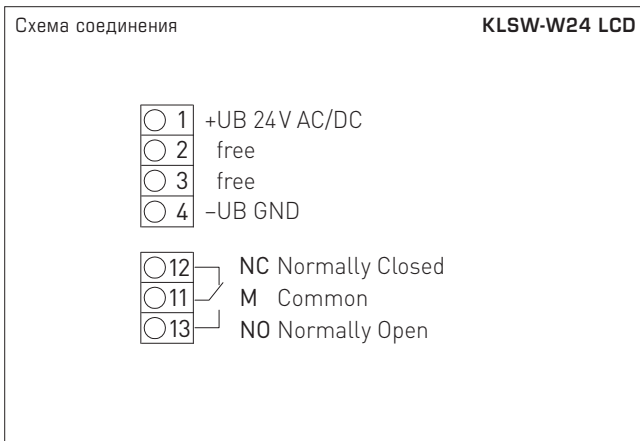 Схема соединения KLSW-W24 LCD
1 +UB 24V AC/DC
2 free
3 free
4 –UB GND
12 NC Normally Closed
11 M Common
13 NO Normally Open